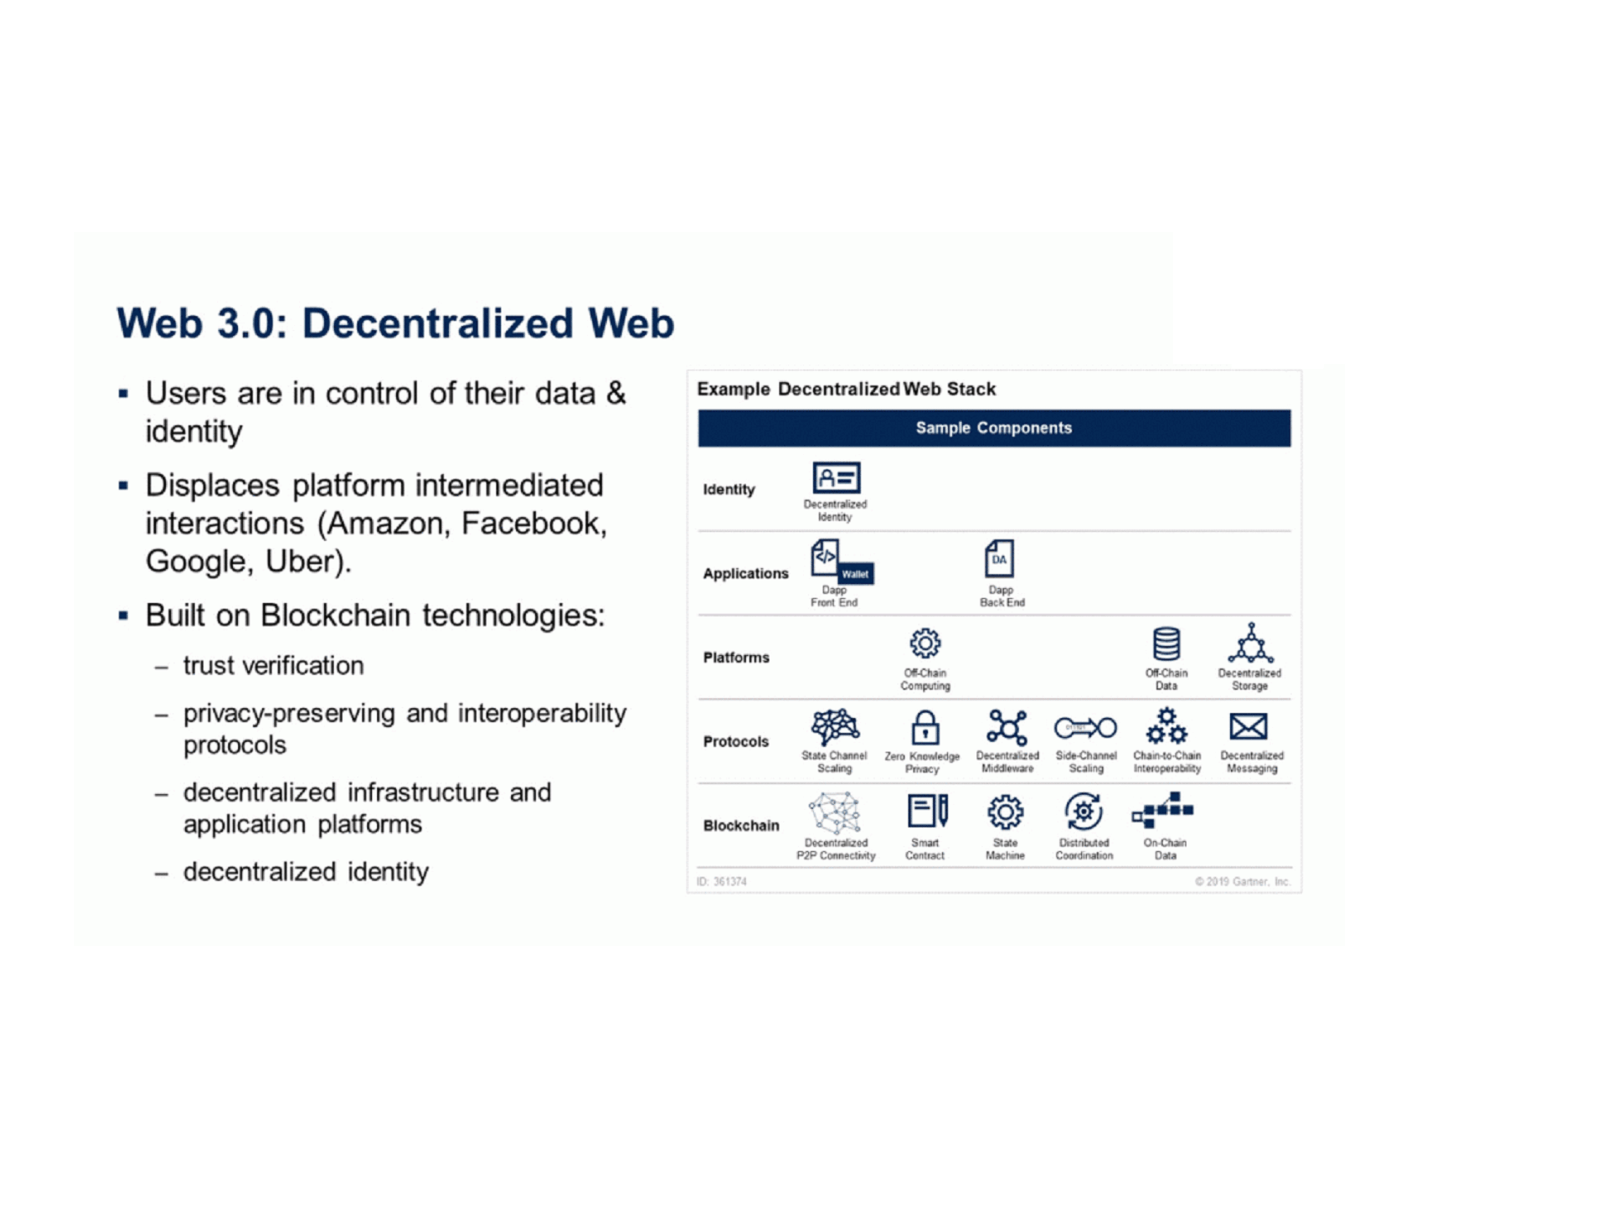 Web 3.0: Decentralized Web
▪ Users are in control of their data &
identity
▪ Displaces platform intermediated
interactions (Amazon, Facebook,
Google, Uber).
▪ Built on Blockchain technologies:
– trust verification
– privacy-preserving and interoperability
protocols
– decentralized infrastructure and
application platforms
– decentralized identity
Example Decentralized Web Stack
Sample Components
Identity
Decentralized
Identity
Applications
</>
Wallet
Dapp
Front End
DA
Dapp
Back End
Platforms
Off-Chain
Computing
Off-Chain
Data
Decentralized
Storage
Protocols
State Channel
Scaling
Zero Knowledge
Privacy
Decentralized
Middleware
Side-Channel
Scaling
Chain-to-Chain
Interoperability
Decentralized
Messaging
Blockchain
Decentralized
P2P Connectivity
Smart
Contract
State
Machine
Distributed
Coordination
On-Chain
Data
ID: 361374
© 2019 Gartner, Inc.